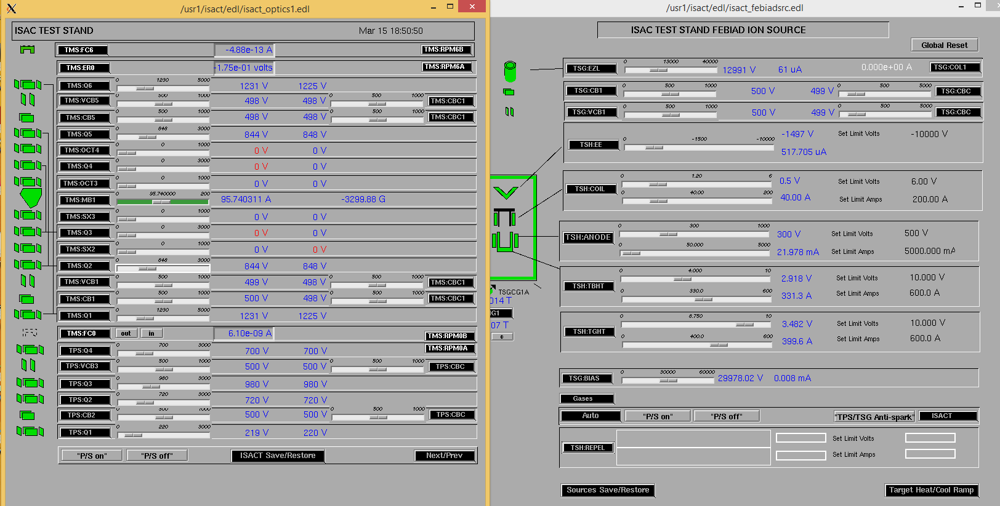 /usr1/isact/edl/isact_optics1.edl
ISAC TEST STAND Mar 15 18:50:50
TMS:FC6 -4.88e-13 A TMS:RPM6B
TMS:ER0 -1.75e-01 volts TMS:RPM6A
TMS:Q6 0 1230 5000 1231 V 1225 V
TMS:VCB5 0 500 1000 498 V 498 V 0 500 1000 TMS:CBC1
TMS:CB5 0 500 1000 498 V 498 V 0 500 1000 TMS:CBC1
TMS:Q5 0 848 3000 844 V 848 V
TMS:OCT4 0 0 1000 0 V 0 V
TMS:Q4 0 0 3000 0 V 0 V
TMS:OCT3 0 0 1000 0 V 0 V
TMS:MB1 0 95.740000 200 95.740311 A -3299.88 G
TMS:SX3 0 0 1000 0 V 0 V
TMS:Q3 0 0 3000 0 V 0 V
TMS:SX2 0 0 1000 0 V 0 V
TMS:Q2 0 848 3000 844 V 848 V
TMS:VCB1 0 500 1000 499 V 498 V 0 500 1000 TMS:CBC1
TMS:CB1 0 500 1000 500 V 498 V 0 500 1000 TMS:CBC1
TMS:Q1 0 1230 5000 1231 V 1225 V
TMS:FC0 out in 6.10e-09 A TMS:RPM0B
TMS:RPM0A
TPS:Q4 0 700 3000 700 V 700 V
TPS:VCB3 0 500 1000 500 V 500 V 0 500 1000 TPS:CBC
TPS:Q3 0 980 3000 980 V 980 V
TPS:Q2 0 720 3000 720 V 720 V
TPS:CB2 0 500 1000 500 V 500 V 0 500 1000 TPS:CBC
TPS:Q1 0 220 3000 219 V 220 V
"P/S on" "P/S off" ISACT Save/Restore Next/Prev
/usr1/isact/edl/isact_febiadsrc.edl
ISAC TEST STAND FEBIAD ION SOURCE
Global Reset
TSG:EZL 0 13000 40000 12991 V 61 uA 0.000e+00 A TSG:COL1
TSG:CB1 0 500 1000 500 V 499 V 0 500 5000 TSG:CBC
TSG:VCB1 0 500 1000 500 V 499 V 0 500 5000 TSG:CBC
TSH:EE 0 -1500 -10000 -1497 V Set Limit Volts -10000 V
517.705 uA
TSH:COIL 0 1.20 6 0.5 V Set Limit Volts 6.00 V
0 40.00 200 40.00 A Set Limit Amps 200.00 A
TSH:ANODE 0 300 1000 300 V Set Limit Volts 500 V
0 50.000 5000 21.978 mA Set Limit Amps 5000.000 mA
TSH:TBHT 0 4.000 10 2.918 V Set Limit Volts 10.000 V
0 330.0 600 331.3 A Set Limit Amps 600.0 A
TSGCG1A
014 T
G1
07 T
0
TSH:TGHT 0 8.750 10 3.482 V Set Limit Volts 10.000 V
0 400.0 600 399.6 A Set Limit Amps 600.0 A
TSG:BIAS 0 30000 60000 29978.02 V 0.008 mA
Gases
Auto "P/S on" "P/S off" "TPS/TSG Anti-spark" ISACT
TSH:REPEL Set Limit Volts
Set Limit Amps
Sources Save/Restore Target Heat/Cool Ramp